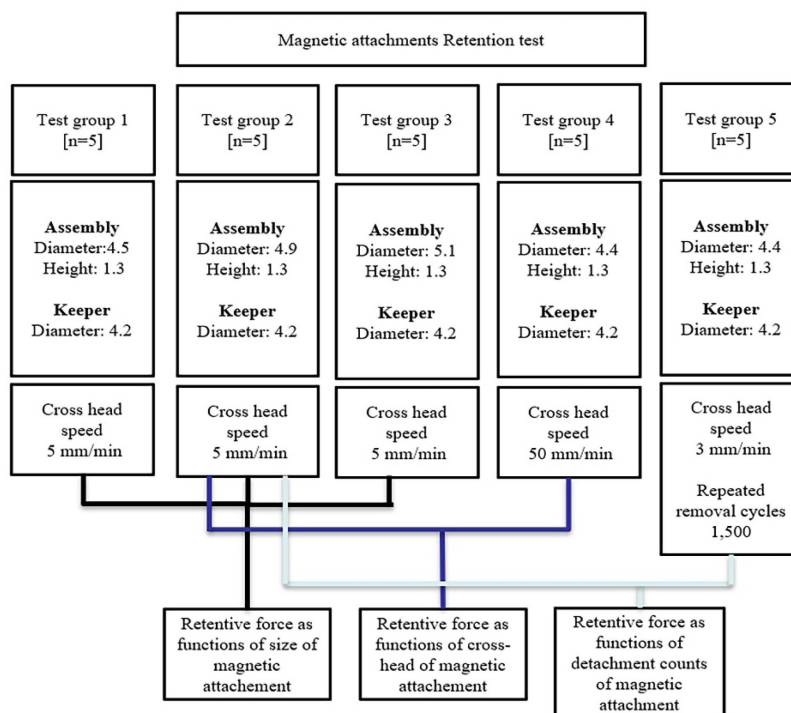 Magnetic attachments Retention test
Test group 1
[n=5]
Test group 2
[n=5]
Test group 3
[n=5]
Test group 4
[n=5]
Test group 5
[n=5]
Assembly
Diameter:4.5
Height: 1.3
Keeper
Diameter: 4.2
Assembly
Diameter: 4.9
Height: 1.3
Keeper
Diameter: 4.2
Assembly
Diameter: 5.1
Height: 1.3
Keeper
Diameter: 4.2
Assembly
Diameter: 4.4
Height: 1.3
Keeper
Diameter: 4.2
Assembly
Diameter: 4.4
Height: 1.3
Keeper
Diameter: 4.2
Cross head
speed
5 mm/min
Cross head
speed
5 mm/min
Cross head
speed
5 mm/min
Cross head
speed
50 mm/min
Cross head
speed
3 mm/min
Repeated
removal cycles
1,500
Retentive force as
functions of size of
magnetic
attachement
Retentive force as
functions of cross-
head of magnetic
attachement
Retentive force as
functions of
detachment counts
of magnetic
attachment